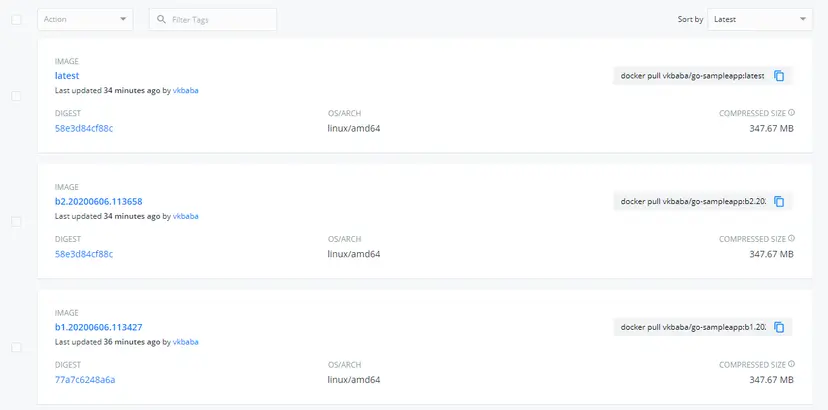 Action
Filter Tags
Sort by
Latest
IMAGE
latest
docker pull vkbaba/go-sampleapp:latest
Last updated 34 minutes ago by vkbaba
DIGEST OS/ARCH COMPRESSED SIZE
58e3d84cf88c linux/amd64 347.67 MB
IMAGE
b2.20200606.113658
docker pull vkbaba/go-sampleapp:b2.20
Last updated 34 minutes ago by vkbaba
DIGEST OS/ARCH COMPRESSED SIZE
58e3d84cf88c linux/amd64 347.67 MB
IMAGE
b1.20200606.113427
docker pull vkbaba/go-sampleapp:b1.20
Last updated 36 minutes ago by vkbaba
DIGEST OS/ARCH COMPRESSED SIZE
77a7c6248a6a linux/amd64 347.67 MB